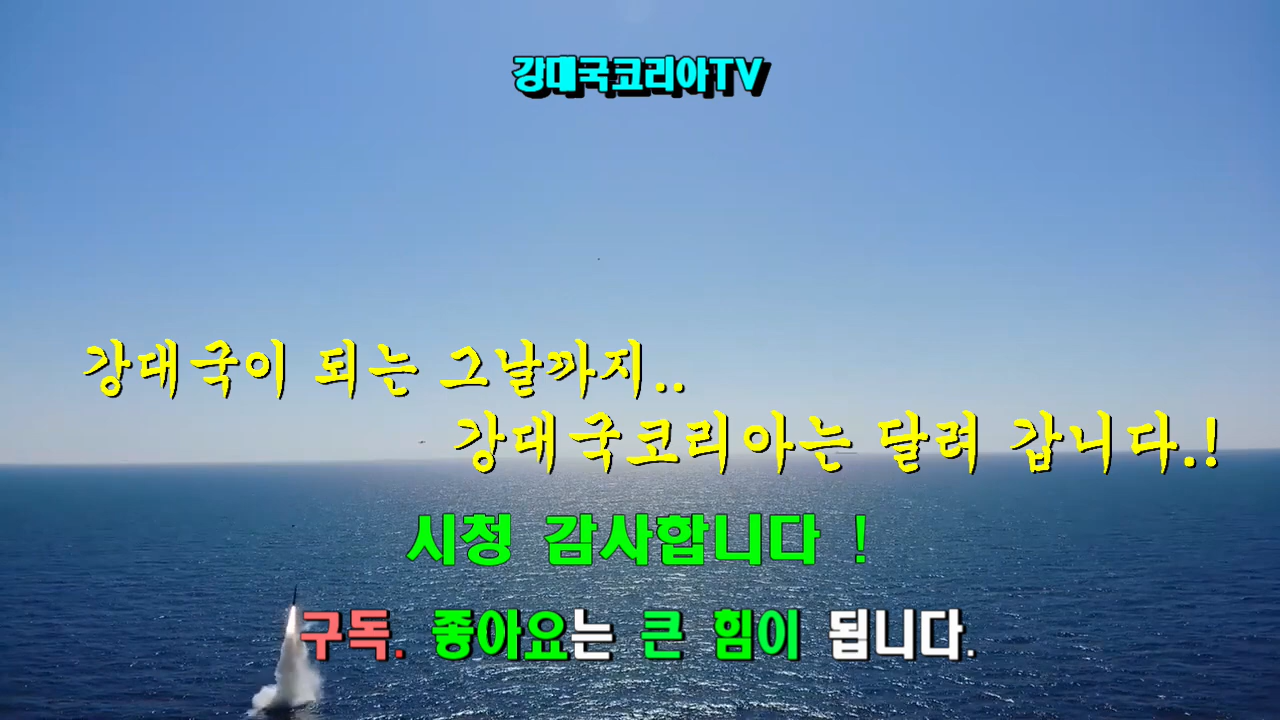 강대국코리아TV
강대국이 되는 그날까지..
강대국코리아는 달려 갑니다.!
시청 감사합니다 !
구독. 좋아요는 큰 힘이 됩니다.